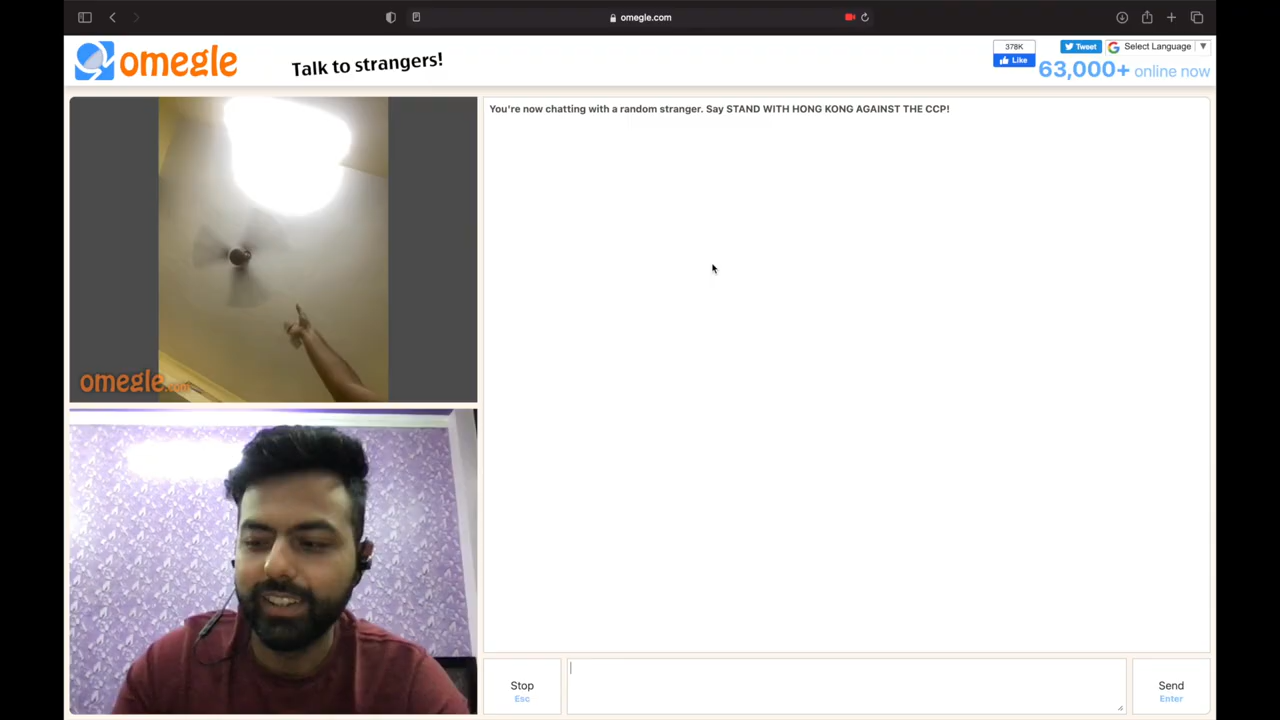 omegle.com
omegle
Talk to strangers!
378K
Like
Tweet
Select Language
63,000+ online now
You're now chatting with a random stranger. Say STAND WITH HONG KONG AGAINST THE CCP!
omegle.com
Stop
Esc
Send
Enter